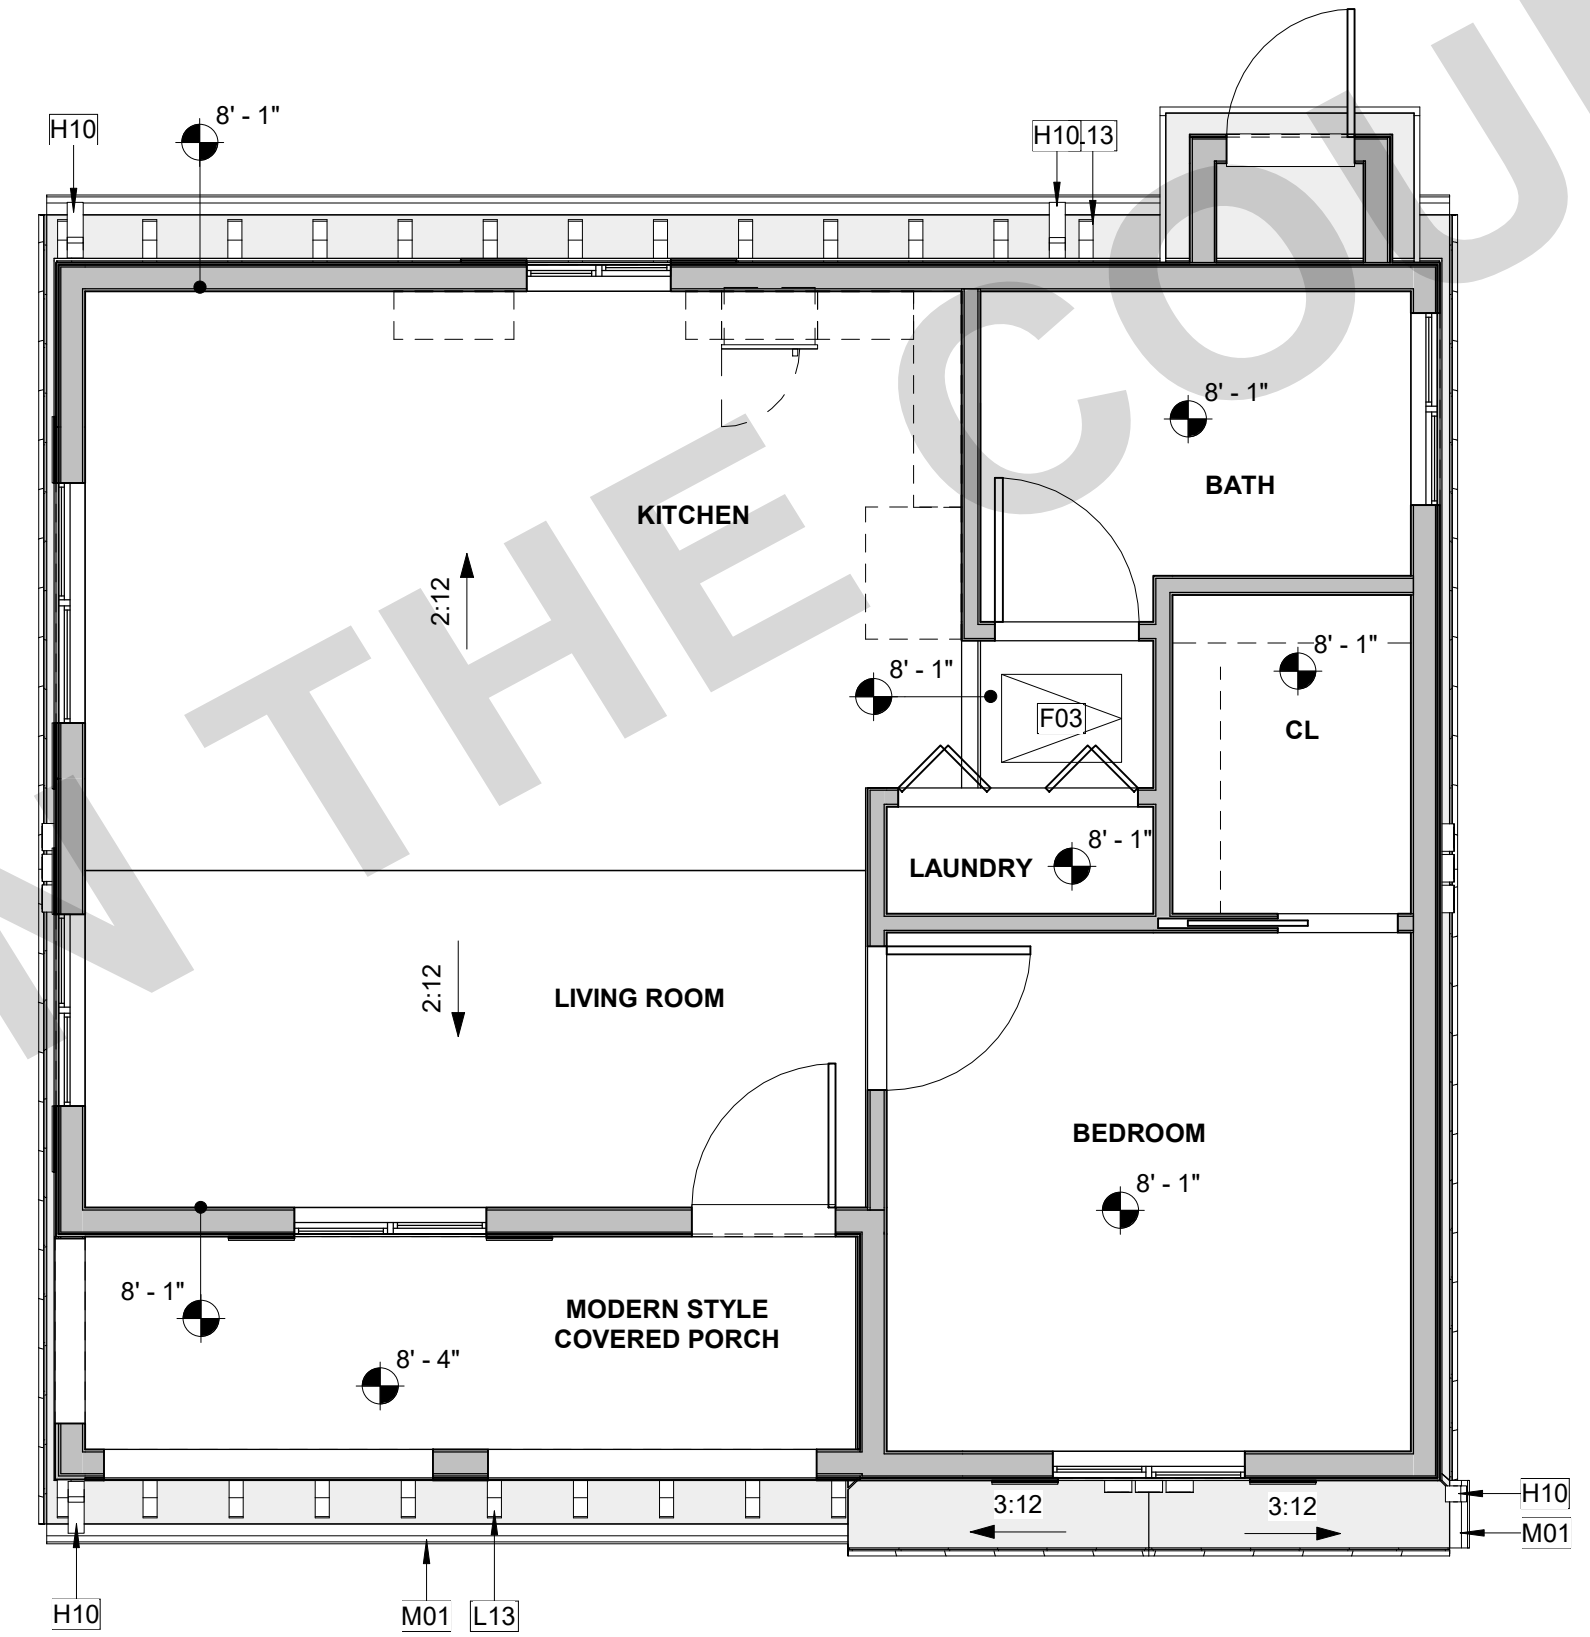 8' - 1"
H10
H10
L13
8' - 1"
BATH
KITCHEN
2:12
8' - 1"
8' - 1"
F03
CL
8' - 1"
LAUNDRY
2:12
LIVING ROOM
BEDROOM
8' - 1"
8' - 1"
MODERN STYLE
COVERED PORCH
8' - 4"
3:12
3:12
H10
M01
H10
M01
L13
N THE COU